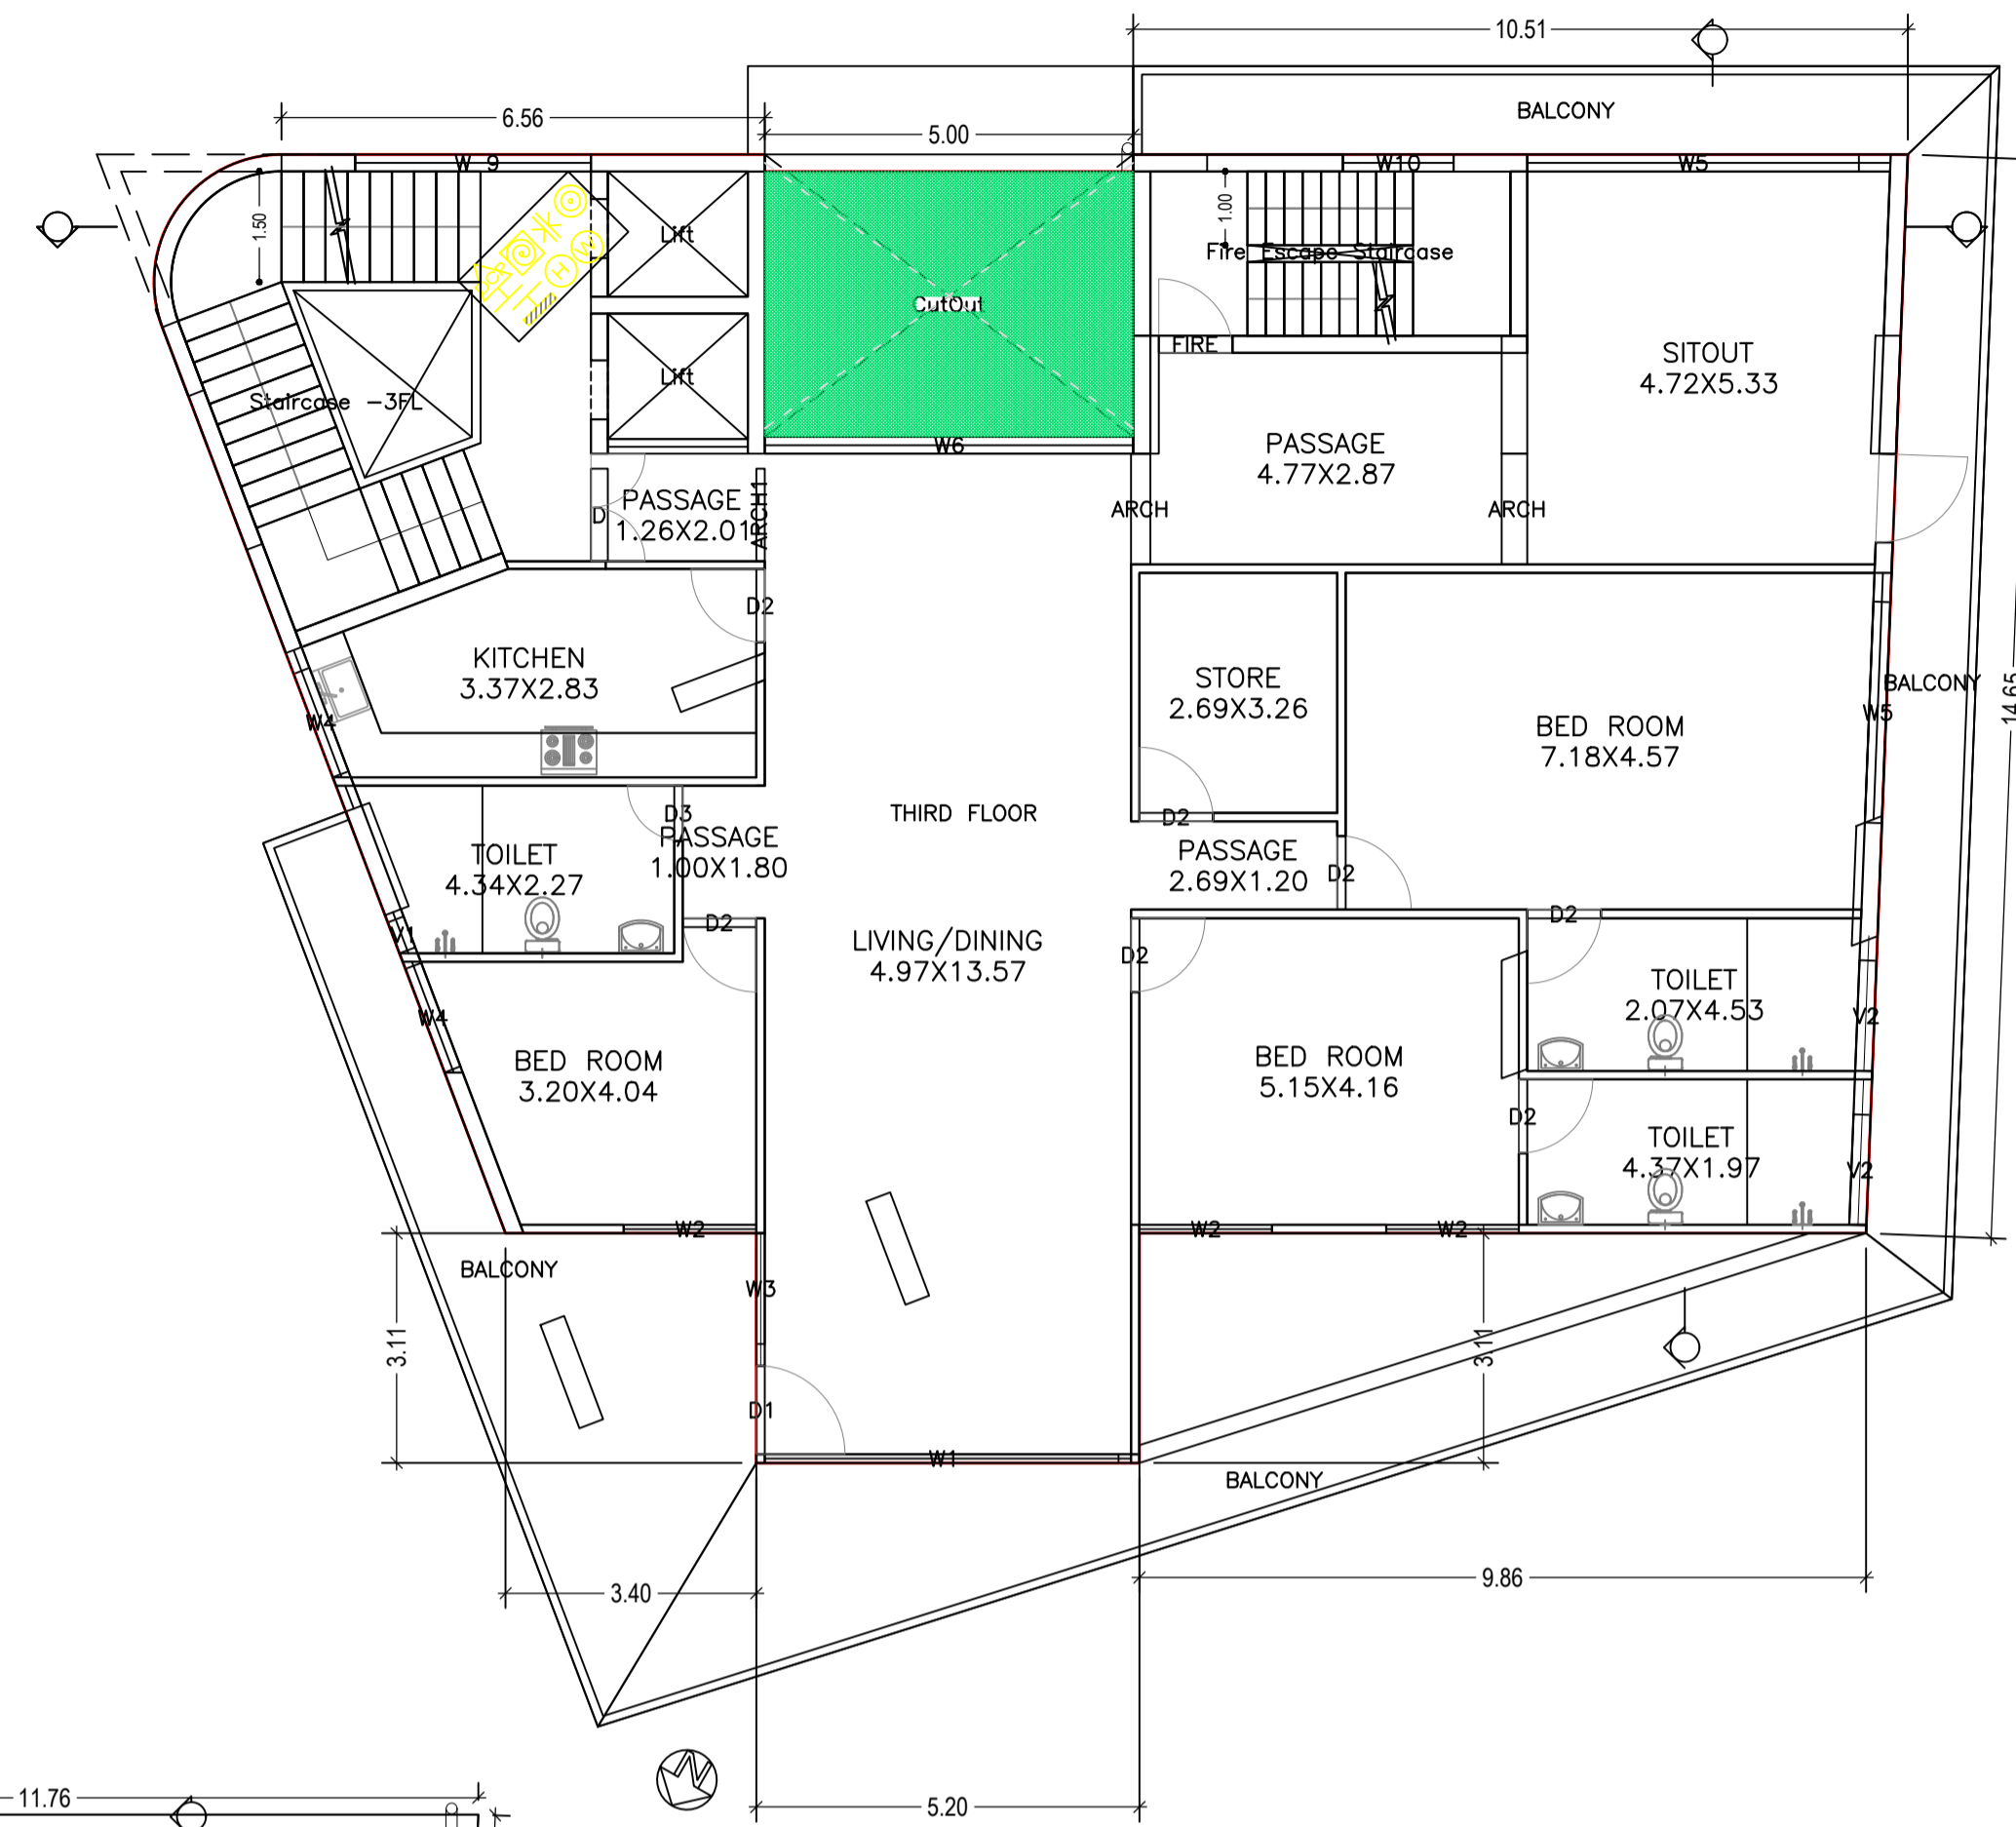 10.51
BALCONY
6.56
5.00
W 9
W10
W5
1.50
1.00
Lift
Fire Escape Staircase
CutOut
FIRE
SITOUT
4.72X5.33
Lift
Staircase -3FL
W6
PASSAGE
4.77X2.87
PASSAGE
1.26X2.01
D
ARCH1
ARCH
ARCH
D2
KITCHEN
3.37X2.83
STORE
2.69X3.26
BALCONY
14.65
W4
W5
BED ROOM
7.18X4.57
D3
THIRD FLOOR
D2
PASSAGE
1.00X1.80
TOILET
4.34X2.27
PASSAGE
2.69X1.20
D2
D2
D2
V1
LIVING/DINING
4.97X13.57
D2
TOILET
2.07X4.53
W4
V2
BED ROOM
3.20X4.04
BED ROOM
5.15X4.16
D2
TOILET
4.37X1.97
V2
W2
W2
W2
BALCONY
W3
3.11
3.11
D1
W1
BALCONY
3.40
9.86
N
11.76
5.20